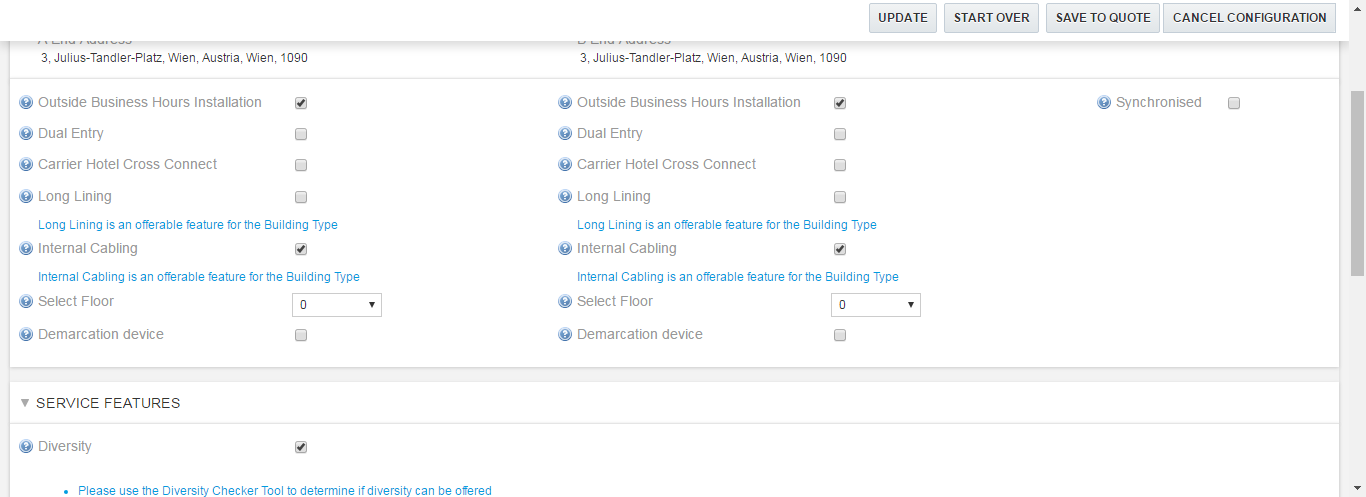 UPDATE START OVER SAVE TO QUOTE CANCEL CONFIGURATION
A End Address B End Address
3, Julius-Tandler-Platz, Wien, Austria, Wien, 1090 3, Julius-Tandler-Platz, Wien, Austria, Wien, 1090
Outside Business Hours Installation Outside Business Hours Installation Synchronised
Dual Entry Dual Entry
Carrier Hotel Cross Connect Carrier Hotel Cross Connect
Long Lining Long Lining
Long Lining is an offerable feature for the Building Type Long Lining is an offerable feature for the Building Type
Internal Cabling Internal Cabling
Internal Cabling is an offerable feature for the Building Type Internal Cabling is an offerable feature for the Building Type
Select Floor 0 Select Floor 0
Demarcation device Demarcation device
SERVICE FEATURES
Diversity
Please use the Diversity Checker Tool to determine if diversity can be offered